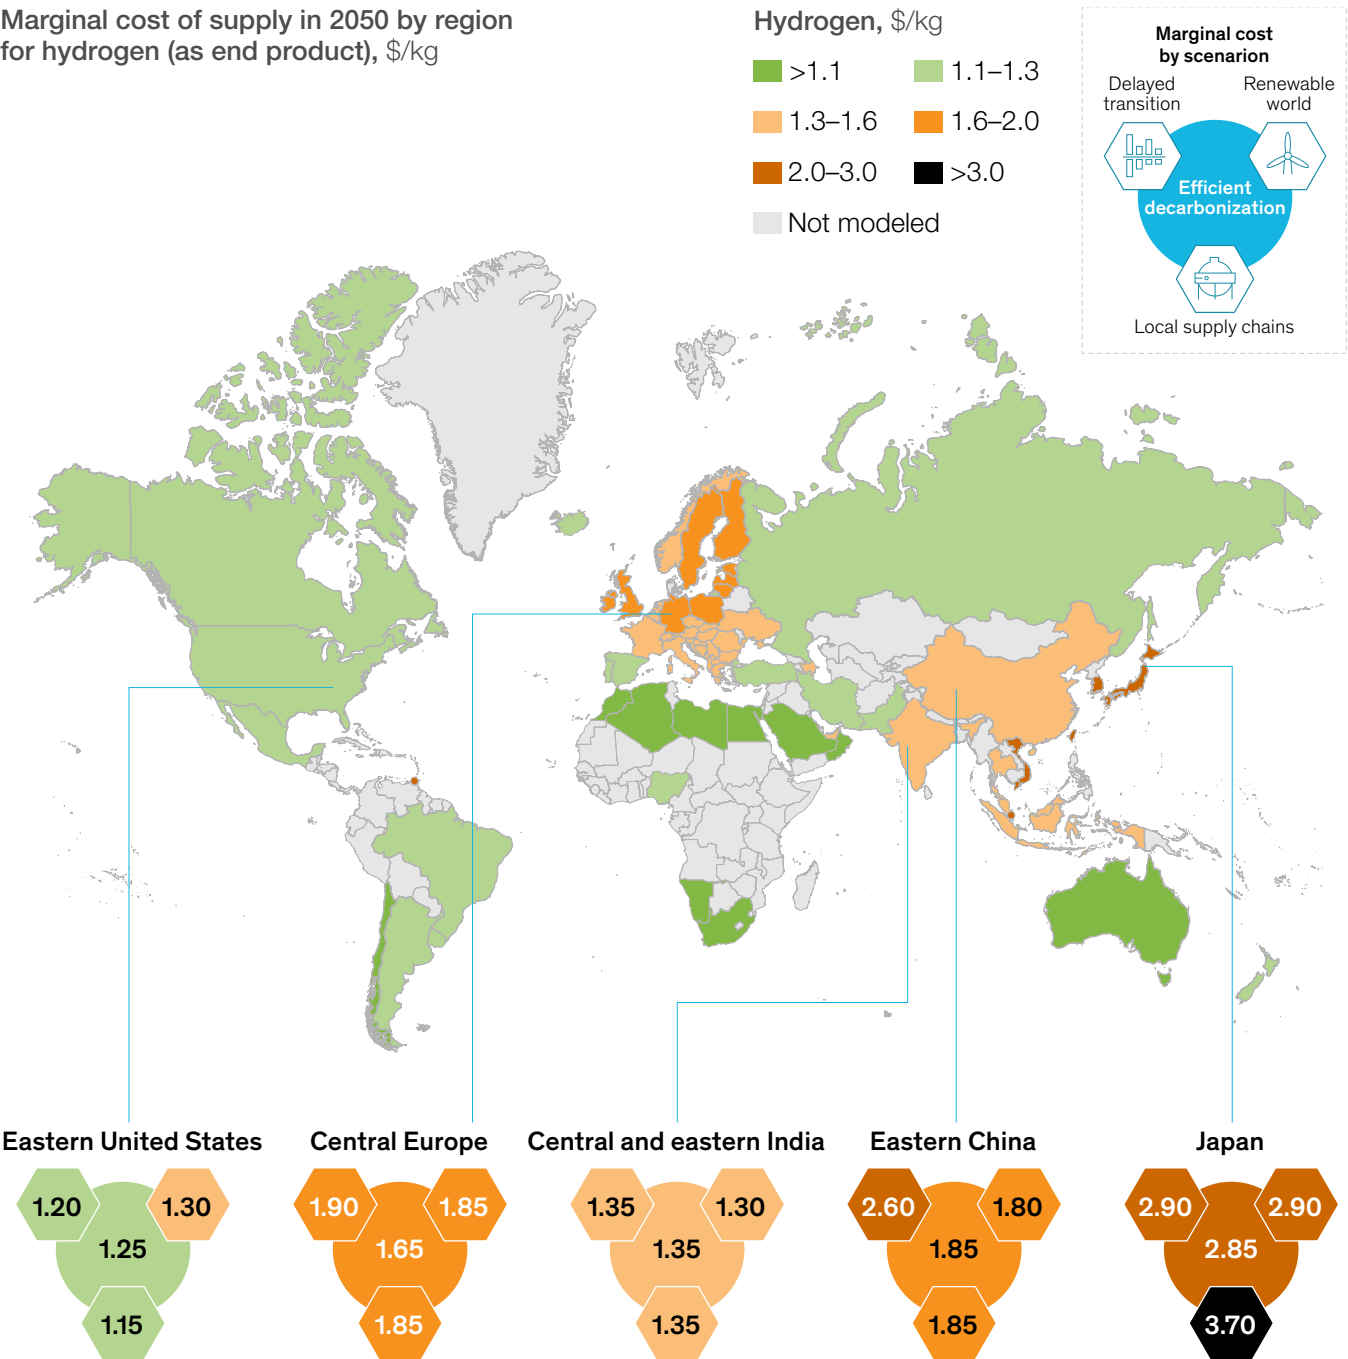 Marginal cost of supply in 2050 by region
for hydrogen (as end product), $/kg
Hydrogen, $/kg
>1.1
1.1–1.3
1.3–1.6
1.6–2.0
2.0–3.0
>3.0
Not modeled
Marginal cost
by scenarion
Delayed
transition
Renewable
world
Efficient
decarbonization
Local supply chains
Eastern United States
1.20
1.30
1.25
1.15
Central Europe
1.90
1.85
1.65
1.85
Central and eastern India
1.35
1.30
1.35
1.35
Eastern China
2.60
1.80
1.85
1.85
Japan
2.90
2.90
2.85
3.70